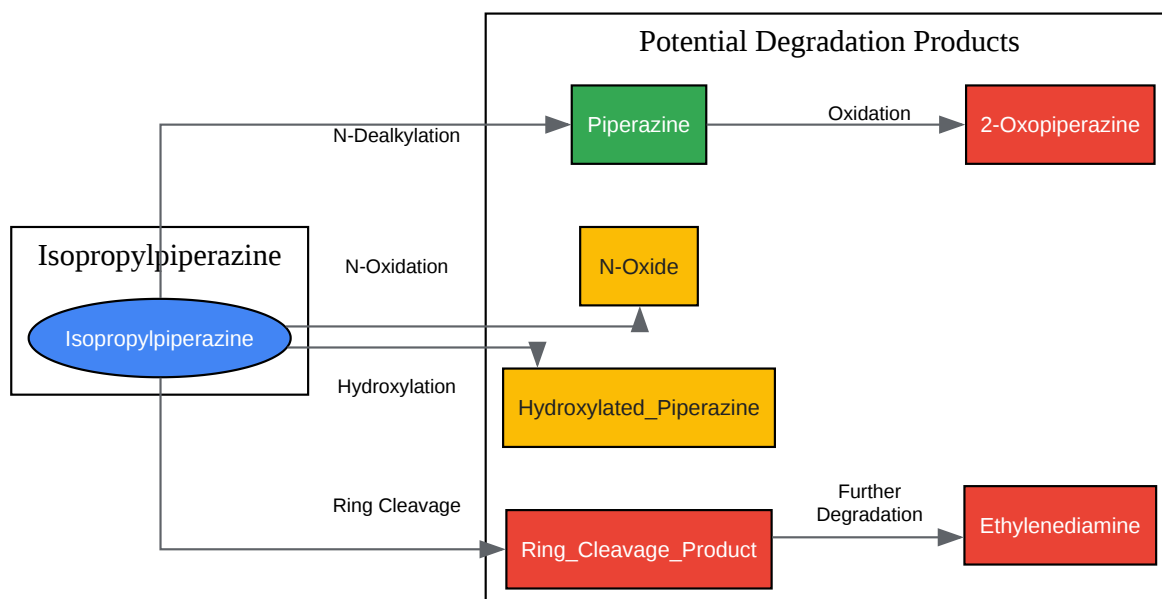 Potential Degradation Products
N-Dealkylation
Piperazine
Oxidation
2-Oxopiperazine
Isopropylpiperazine
Isopropylpiperazine
N-Oxidation
N-Oxide
Hydroxylation
Hydroxylated_Piperazine
Ring Cleavage
Ring_Cleavage_Product
Further
Degradation
Ethylenediamine